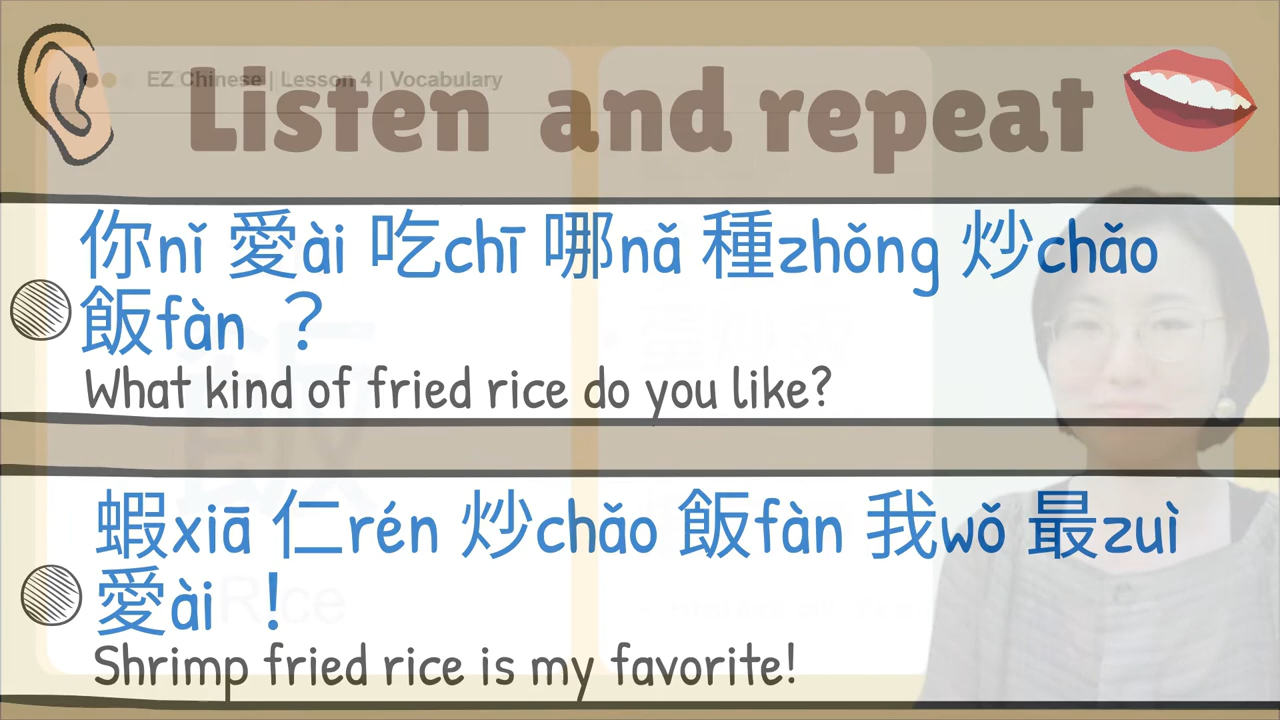 EZ Chinese | Lesson 4 | Vocabulary
Listen and repeat
你nǐ 愛ài 吃chī 哪nǎ 種zhǒng 炒chǎo
飯fàn ？
What kind of fried rice do you like?
蝦xiā 仁rén 炒chǎo 飯fàn 我wǒ 最zuì
愛ài ！
Rice
Shrimp fried rice is my favorite!